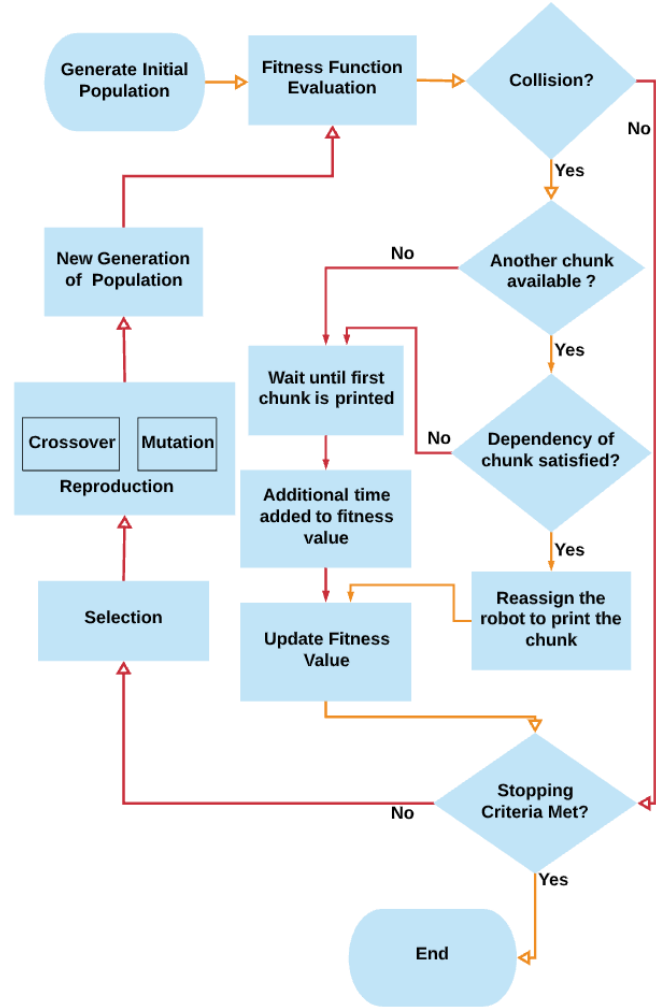 Generate Initial
Population
Fitness Function
Evaluation
Collision?
No
Yes
New Generation
of Population
No
Another chunk
available ?
Yes
Wait until first
chunk is printed
No
Dependency of
chunk satisfied?
Crossover
Mutation
Reproduction
Additional time
added to fitness
value
Yes
Selection
Update Fitness
Value
Reassign the
robot to print the
chunk
Stopping
Criteria Met?
No
Yes
End